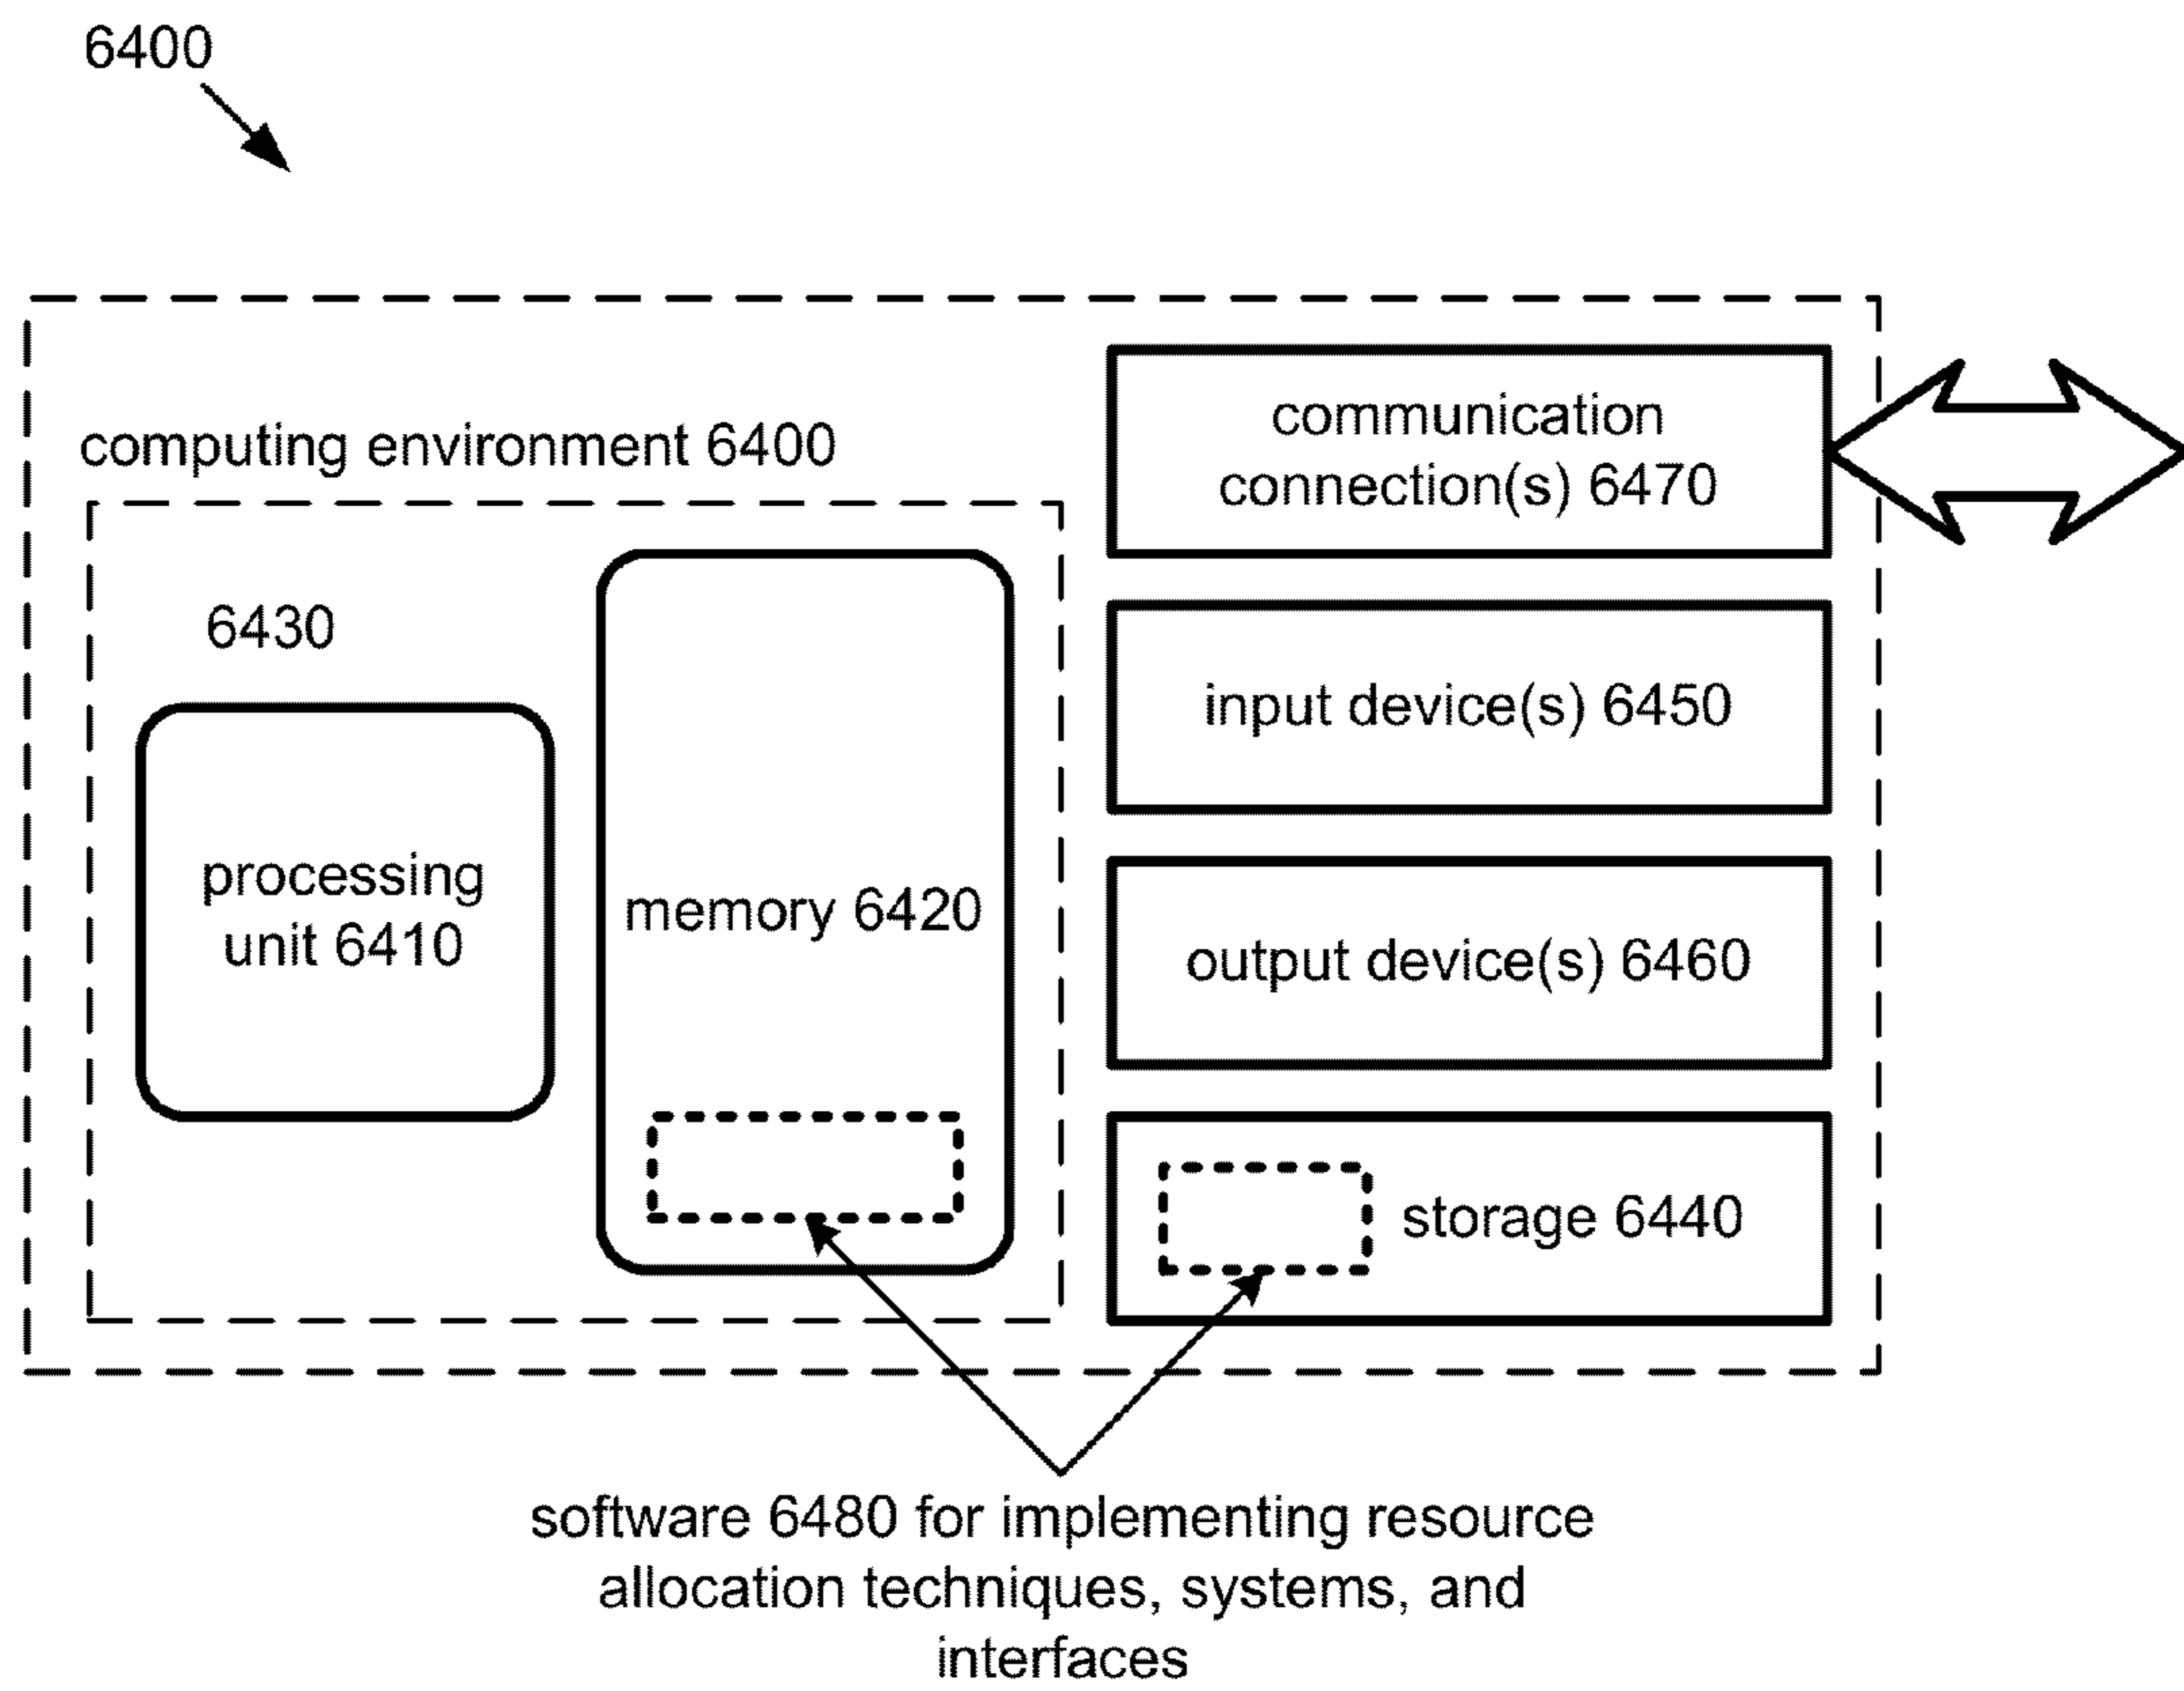 6400
computing environment 6400
communication
connection(s) 6470
6430
processing
unit 6410
memory 6420
input device(s) 6450
output device(s) 6460
storage 6440
software 6480 for implementing resource
allocation techniques, systems, and
interfaces